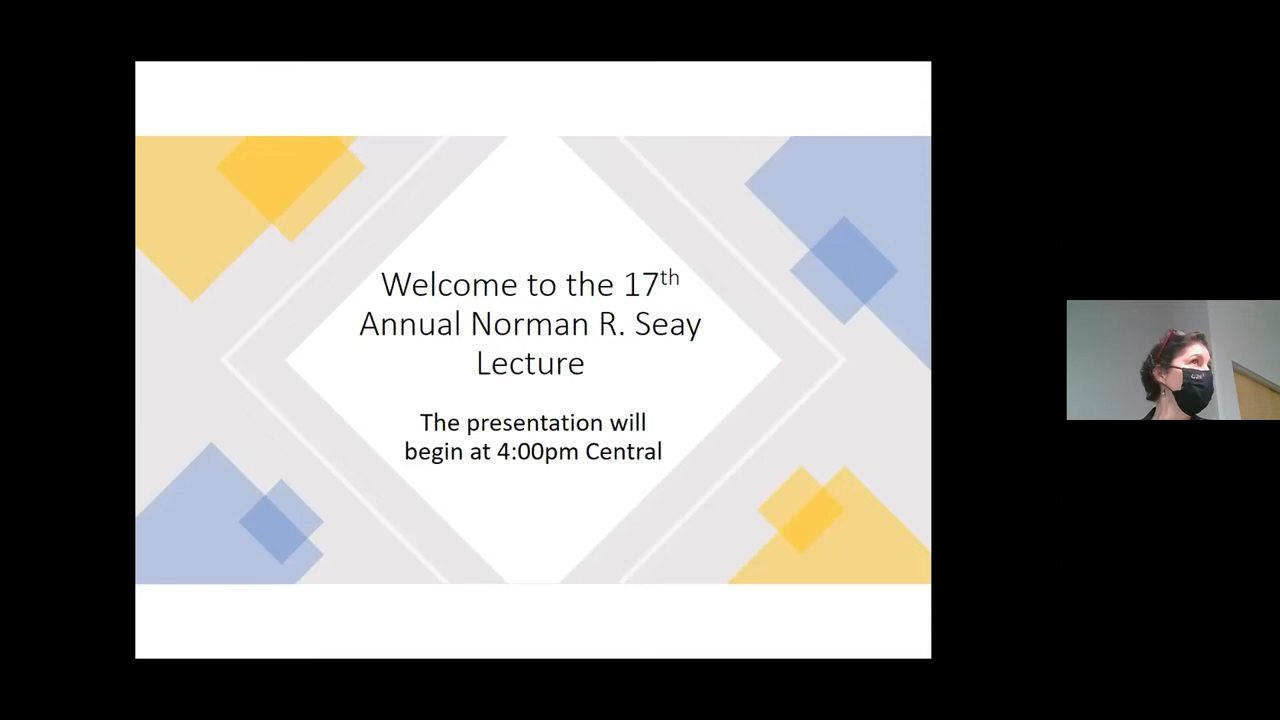 Welcome to the 17th
Annual Norman R. Seay
Lecture
The presentation will
begin at 4:00pm Central